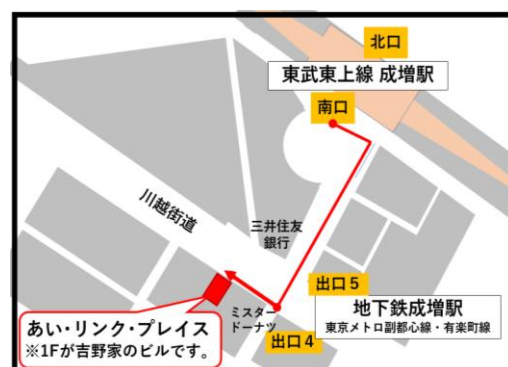 北口
東武東上線 成増駅
南口
川越街道
三井住友
銀行
出口5
地下鉄成増駅
東京メトロ副都心線・有楽町線
ミスター
ドーナツ
出口4
あい・リンク・プレイス
※1Fが吉野家のビルです。